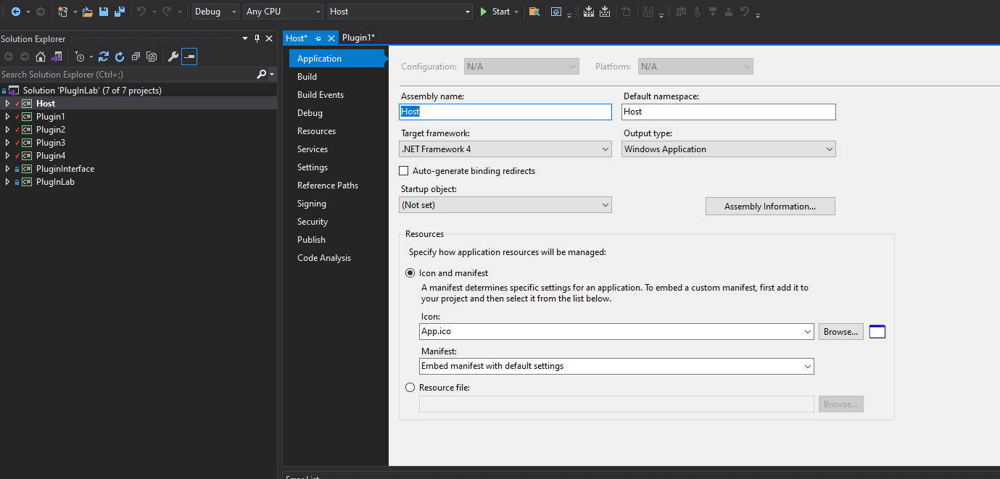 Debug
Any CPU
Host
Start
Solution Explorer
Search Solution Explorer (Ctrl+;)
Solution 'PlugInLab' (7 of 7 projects)
C# Host
C# Plugin1
C# Plugin2
C# Plugin3
C# Plugin4
C# PluginInterface
C# PlugInLab
Host*
Plugin1*
Application
Build
Build Events
Debug
Resources
Services
Settings
Reference Paths
Signing
Security
Publish
Code Analysis
Configuration: N/A Platform: N/A
Assembly name: Default namespace:
Host Host
Target framework: Output type:
.NET Framework 4 Windows Application
Auto-generate binding redirects
Startup object:
(Not set) Assembly Information...
Resources
Specify how application resources will be managed:
Icon and manifest
A manifest determines specific settings for an application. To embed a custom manifest, first add it to
your project and then select it from the list below.
Icon:
App.ico Browse...
Manifest:
Embed manifest with default settings
Resource file:
Browse...
Error List